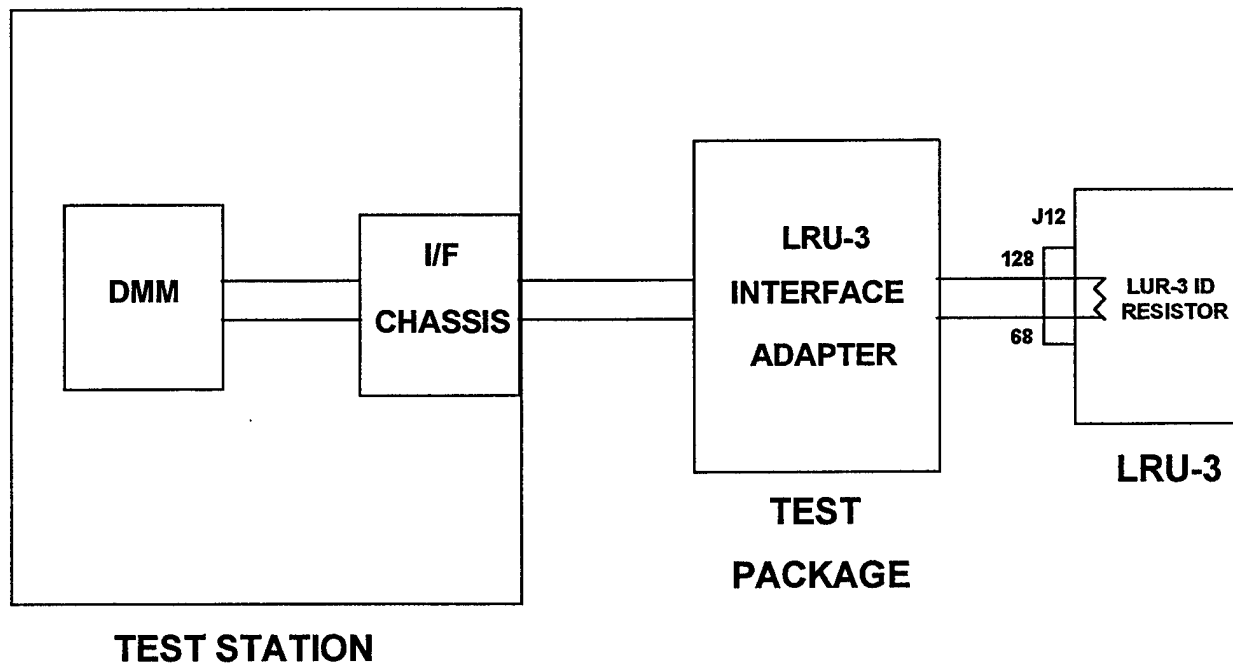 DMM
I/F
CHASSIS
TEST STATION
LRU-3
INTERFACE
ADAPTER
TEST
PACKAGE
J12
128
68
LUR-3 ID
RESISTOR
LRU-3